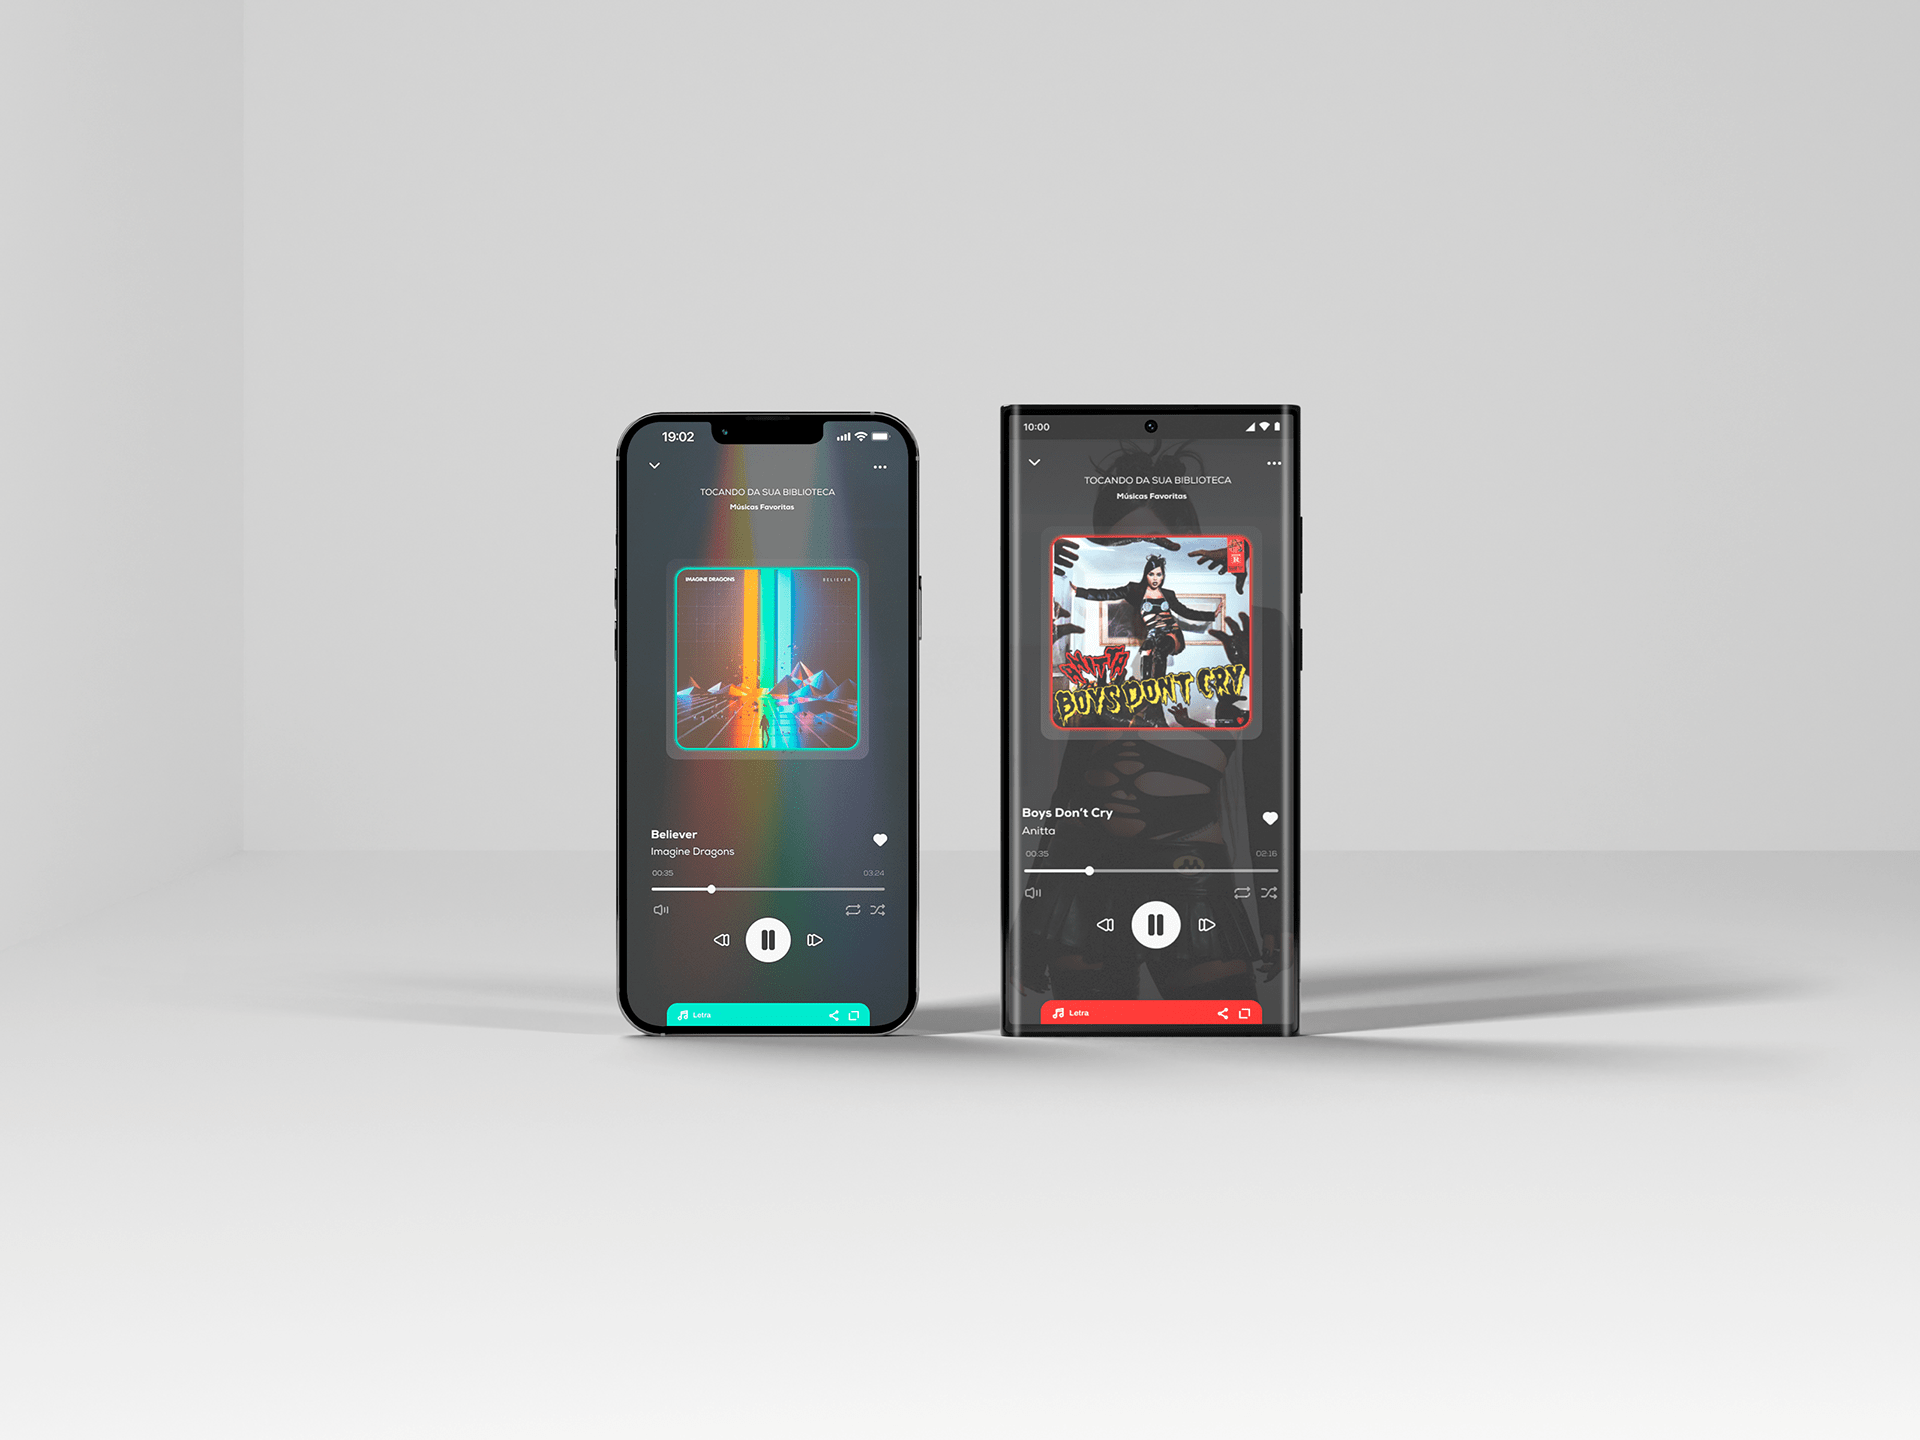 19:02
TOCANDO DA SUA BIBLIOTECA
Músicas Favoritas
IMAGINE DRAGONS
BELIEVER
Believer
Imagine Dragons
00:35
03:24
Letra
10:00
TOCANDO DA SUA BIBLIOTECA
Músicas Favoritas
ANITTA
BOYS DON'T CRY
Boys Don't Cry
Anitta
00:35
02:16
Letra